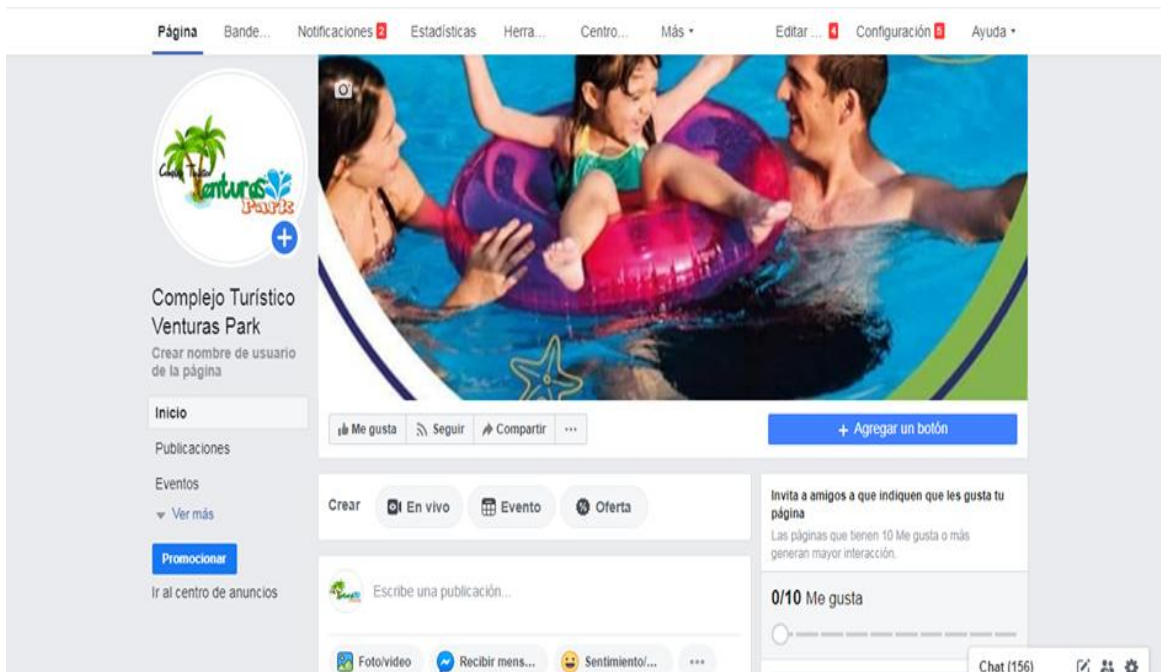 Página Bande... Notificaciones 2 Estadísticas Herra... Centro... Más Editar ... 4 Configuración 5 Ayuda
Complejo Turístico
Venturas
Park
Complejo Turístico
Venturas Park
Crear nombre de usuario
de la página
Inicio
Publicaciones
Eventos
Ver más
Promocionar
Ir al centro de anuncios
Me gusta Seguir Compartir ...
+ Agregar un botón
Crear En vivo Evento Oferta
Escribe una publicación...
Foto/video Recibir mens... Sentimiento/... ...
Invita a amigos a que indiquen que les gusta tu
página
Las páginas que tienen 10 Me gusta o más
generan mayor interacción.
0/10 Me gusta
Chat (156)